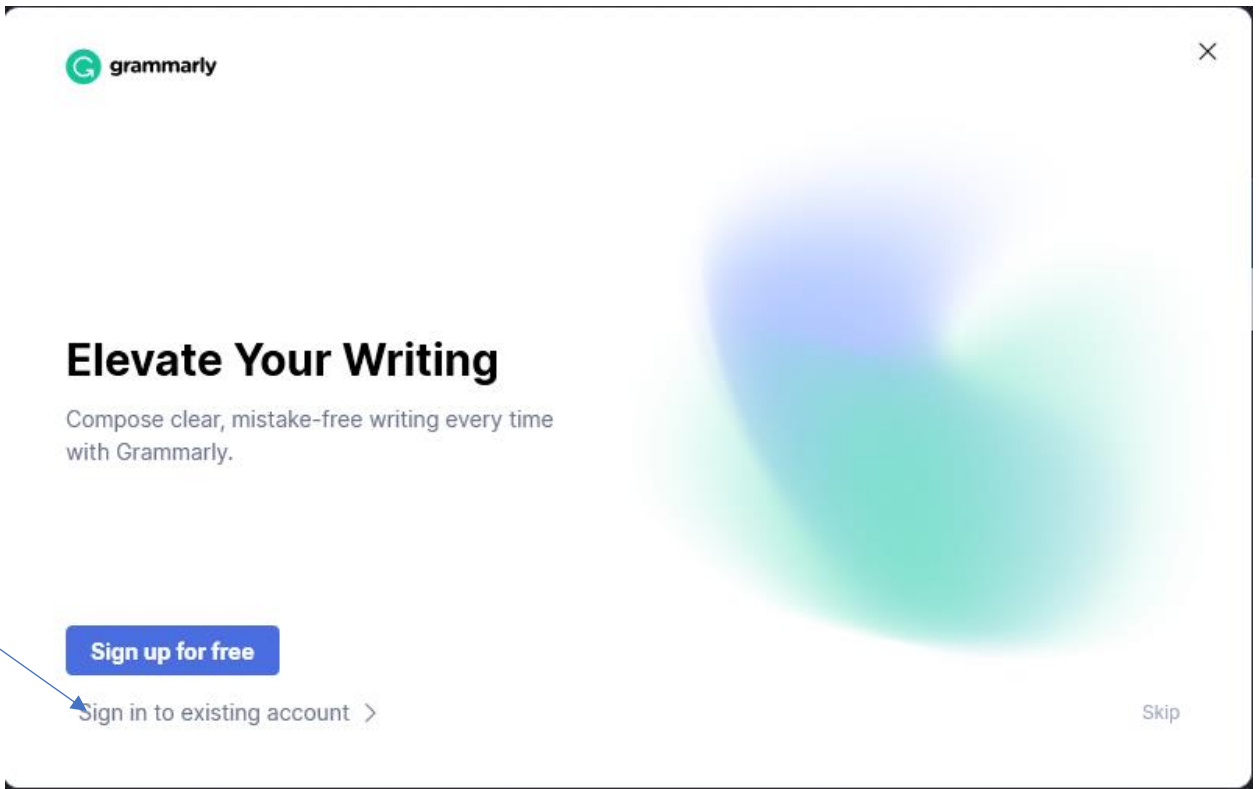 grammarly
Elevate Your Writing
Compose clear, mistake-free writing every time
with Grammarly.
Sign up for free
Sign in to existing account
Skip